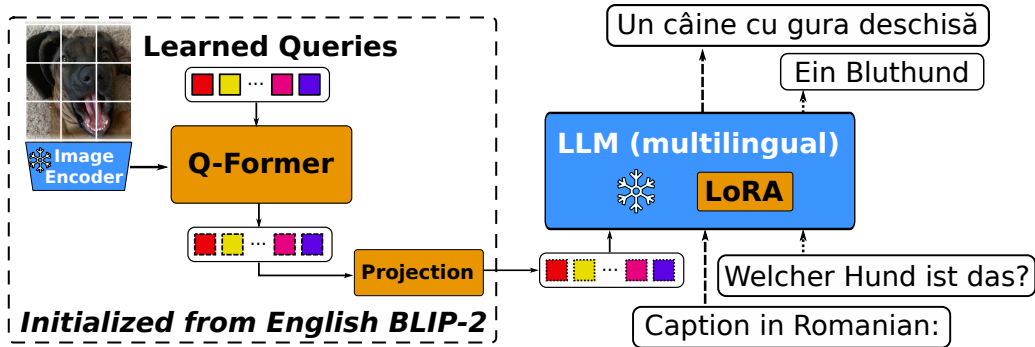 Learned Queries
...
Image
Encoder
Q-Former
...
Projection
Initialized from English BLIP-2
...
Un câine cu gura deschisă
Ein Bluthund
LLM (multilingual)
LoRA
Welcher Hund ist das?
Caption in Romanian: